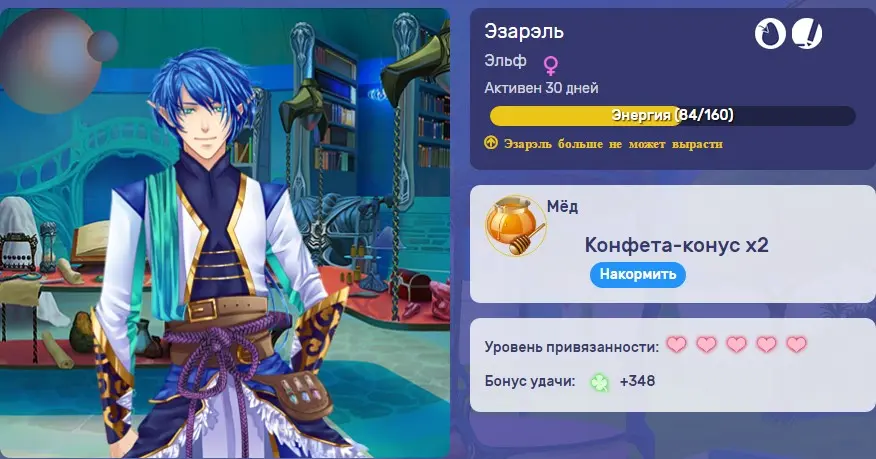 Эзарэль
Эльф
Активен 30 дней
Энергия (84/160)
Эзарэль больше не может вырасти
Мёд
Конфета-конус x2
Накормить
Уровень привязанности:
Бонус удачи: +348